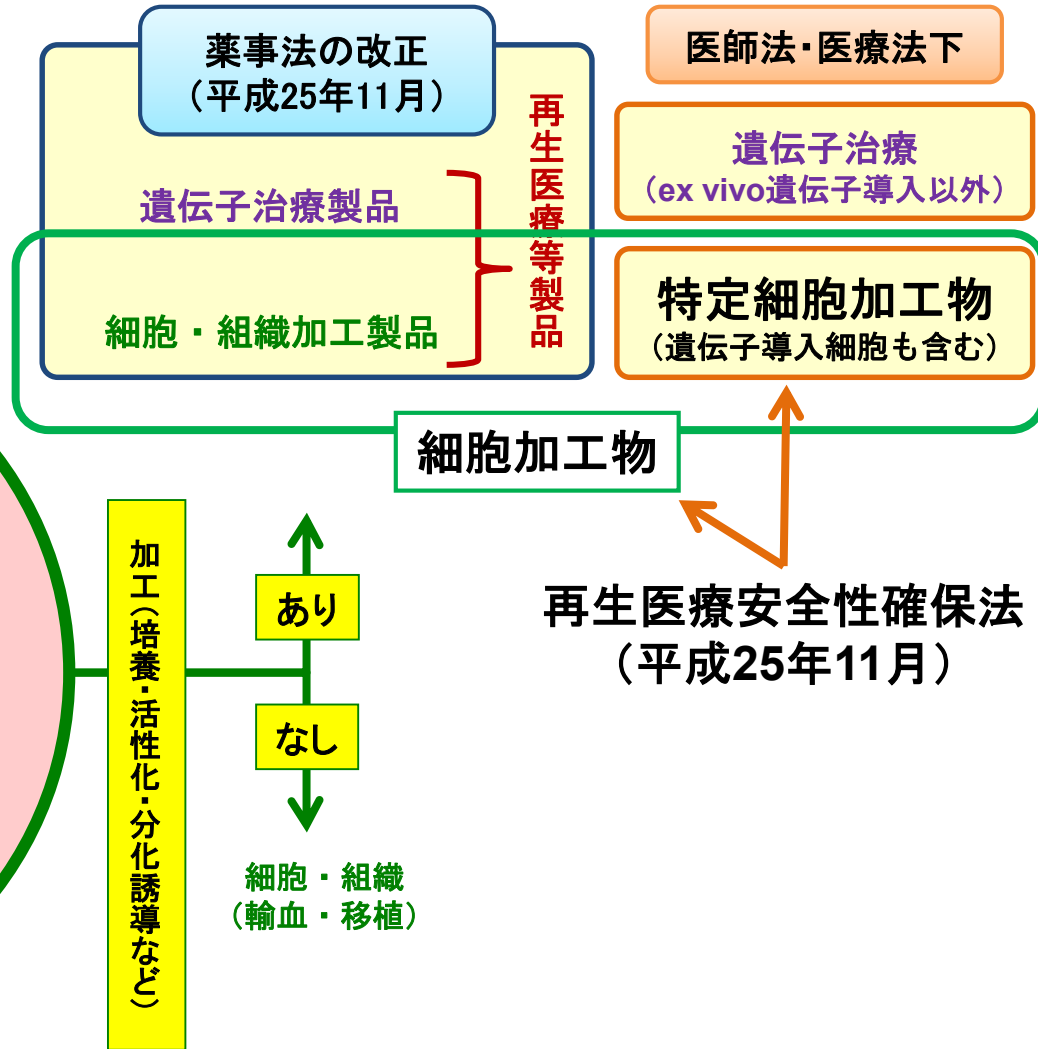 薬事法の改正
（平成25年11月）
医師法・医療法下
再生医療等製品
遺伝子治療
（ex vivo遺伝子導入以外）
遺伝子治療製品
細胞・組織加工製品
特定細胞加工物
（遺伝子導入細胞も含む）
細胞加工物
加工（培養・活性化・分化誘導など）
あり
なし
再生医療安全性確保法
（平成25年11月）
細胞・組織
（輸血・移植）